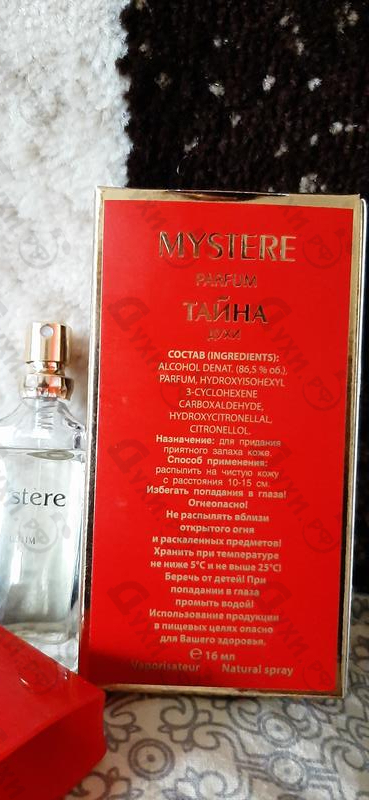 MYSTERE
PARFUM
ТАЙНА
ДУХИ
СОСТАВ (INGREDIENTS):
ALCOHOL DENAT. (86,5 % об.),
PARFUM, HYDROXYISOHEXYL
3-CYCLOHEXENE
CARBOXALDEHYDE,
HYDROXYCITRONELLAL,
CITRONELLOL.
Назначение: для придания
приятного запаха коже.
Способ применения:
распылить на чистую кожу
с расстояния 10-15 см.
Избегать попадания в глаза!
Огнеопасно!
Не распылять вблизи
открытого огня
и раскаленных предметов!
Хранить при температуре
не ниже 5°С и не выше 25°С!
Беречь от детей! При
попадании в глаза
промыть водой!
Использование продукции
в пищевых целях опасно
для Вашего здоровья.
℮ 16 мл
Vaporisateur Natural spray
stère